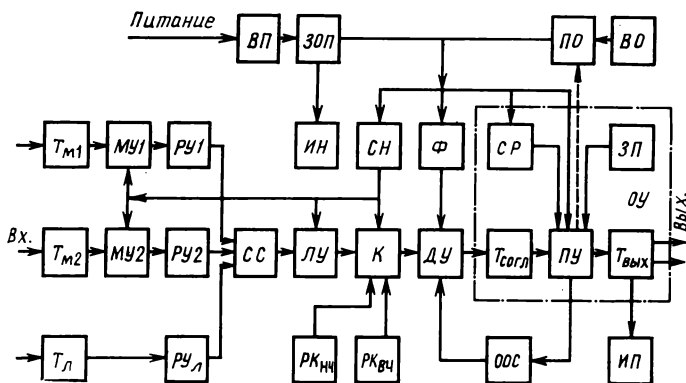 Питание
ВП
ЗОП
ПО
ВО
ИН
СН
Ф
СР
ЗП
ОУ
Тм1
МУ1
РУ1
Вх.
Тм2
МУ2
РУ2
СС
ЛУ
К
ДУ
Тсогл
ПУ
Твых
Вых.
Тл
РУл
РКнч
РКвч
ООС
ИП